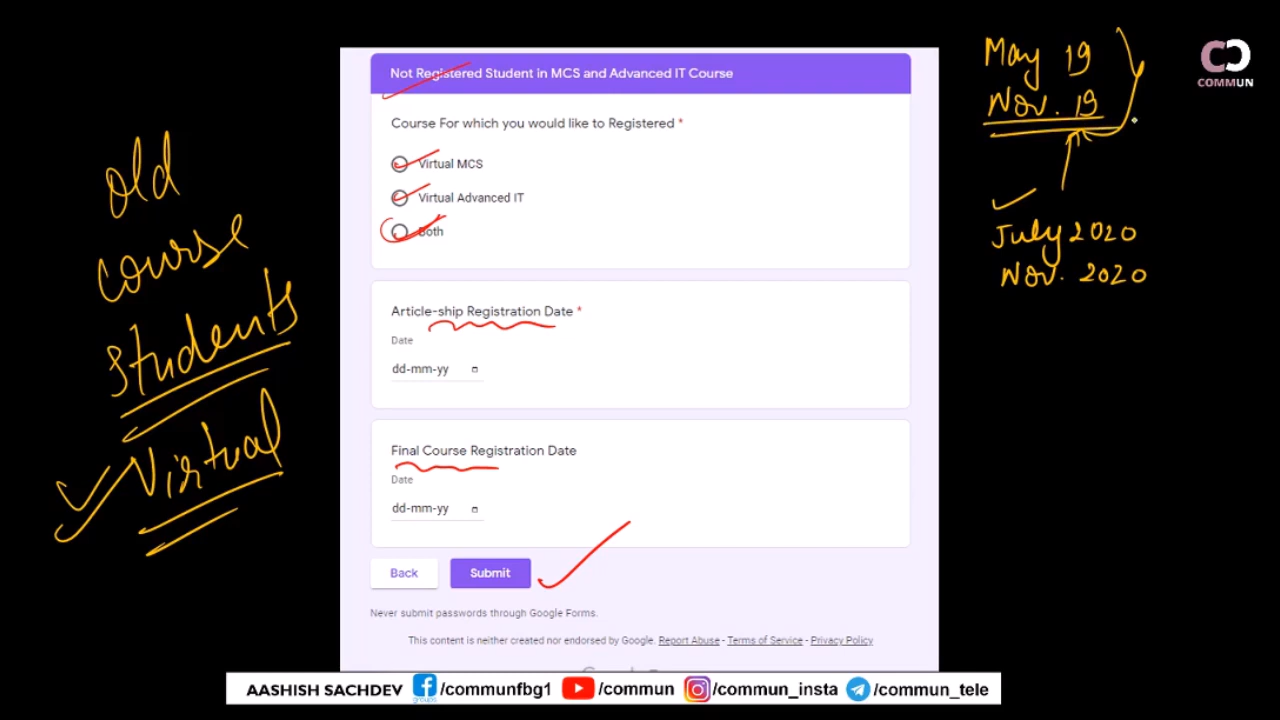 Not Registered Student in MCS and Advanced IT Course
Course For which you would like to Registered *
Virtual MCS
Virtual Advanced IT
Both
Article-ship Registration Date *
Date
dd-mm-yy
Final Course Registration Date
Date
dd-mm-yy
Back
Submit
Never submit passwords through Google Forms.
This content is neither created nor endorsed by Google. Report Abuse - Terms of Service - Privacy Policy
old
course
students
Virtual
May 19
Nov. 19
July 2020
Nov. 2020
COMMUN
AASHISH SACHDEV
/communfbg1
groups
/commun
/commun_insta
/commun_tele